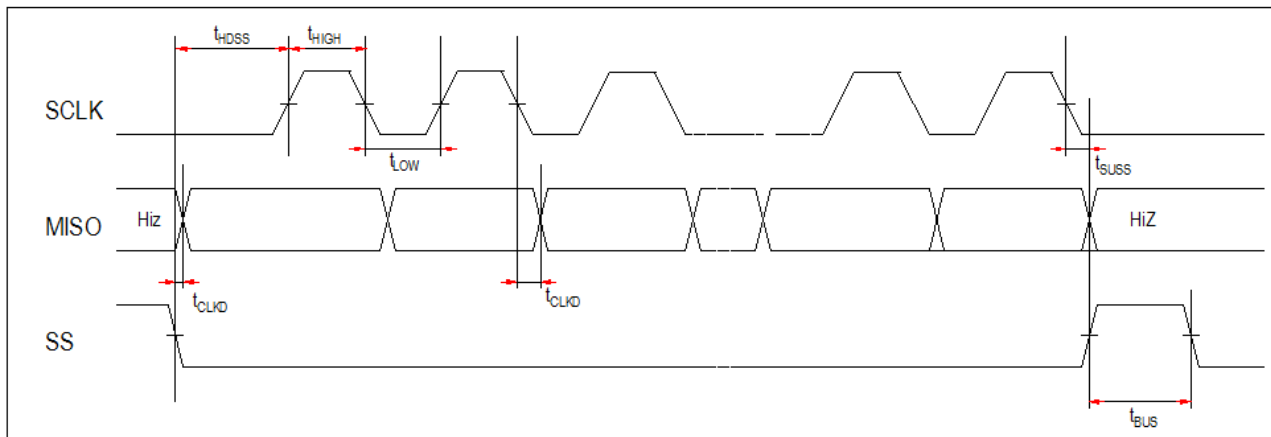 tHDSS tHIGH
SCLK
tLOW
tSUSS
MISO Hiz HiZ
tCLKD tCLKD
SS
tBUS